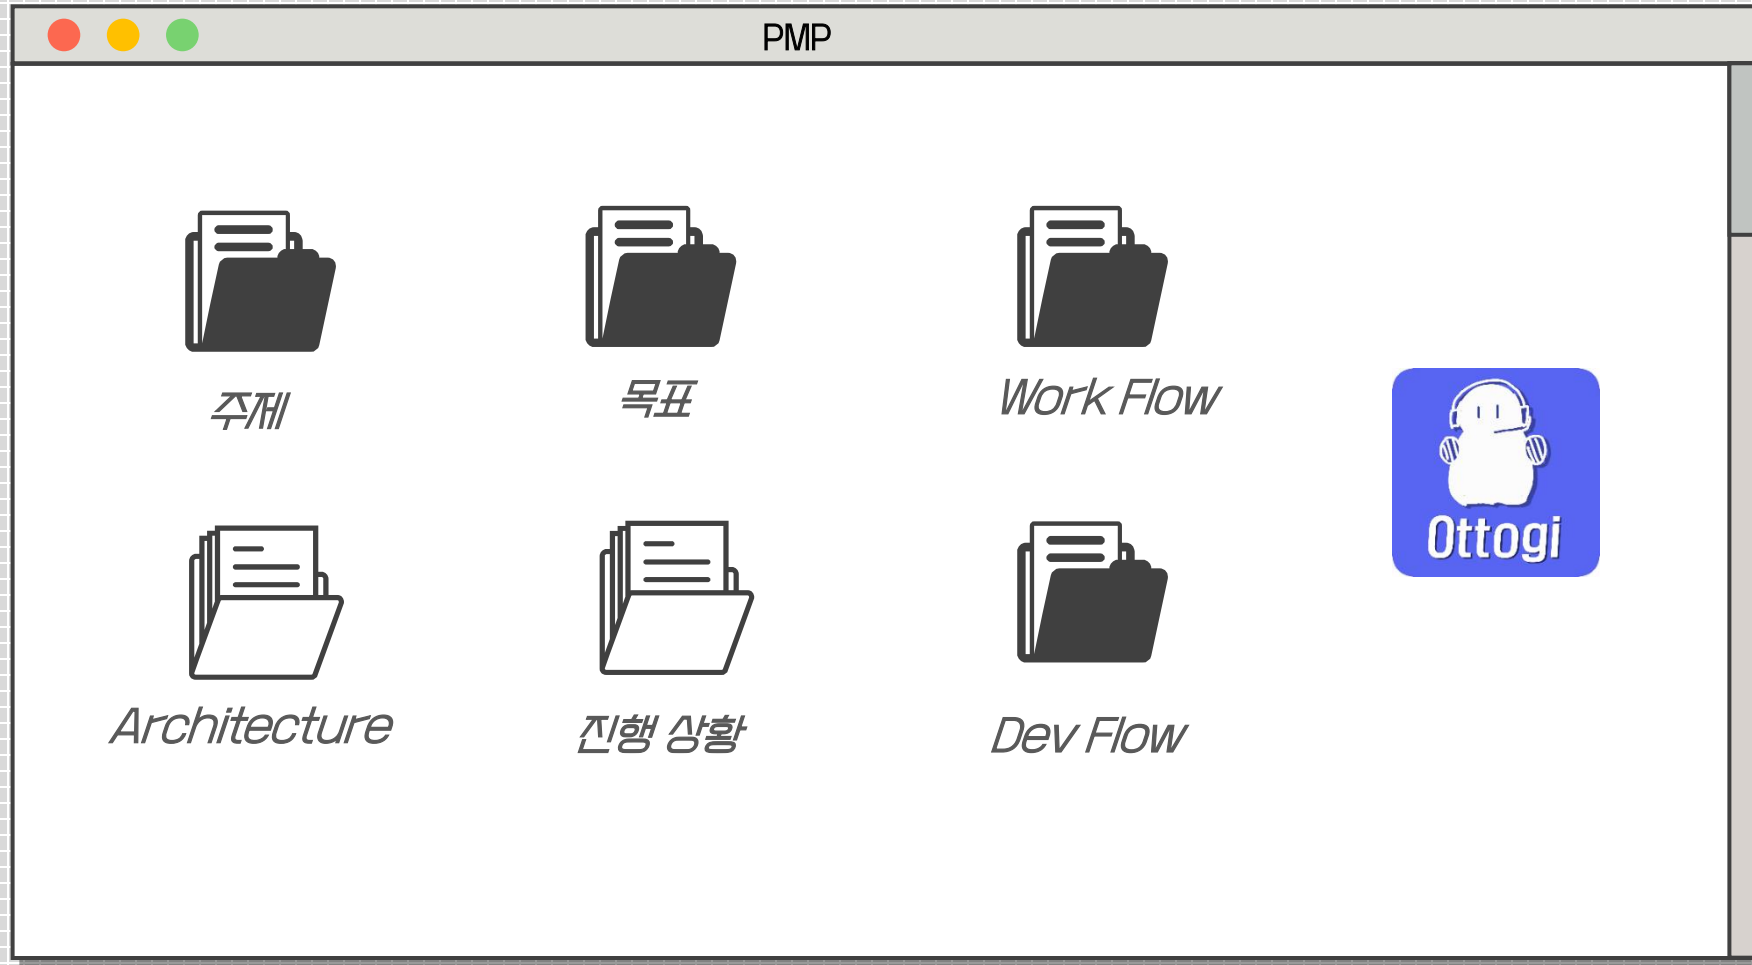 PMP
주제
목표
Work Flow
Ottogi
Architecture
진행 상황
Dev Flow